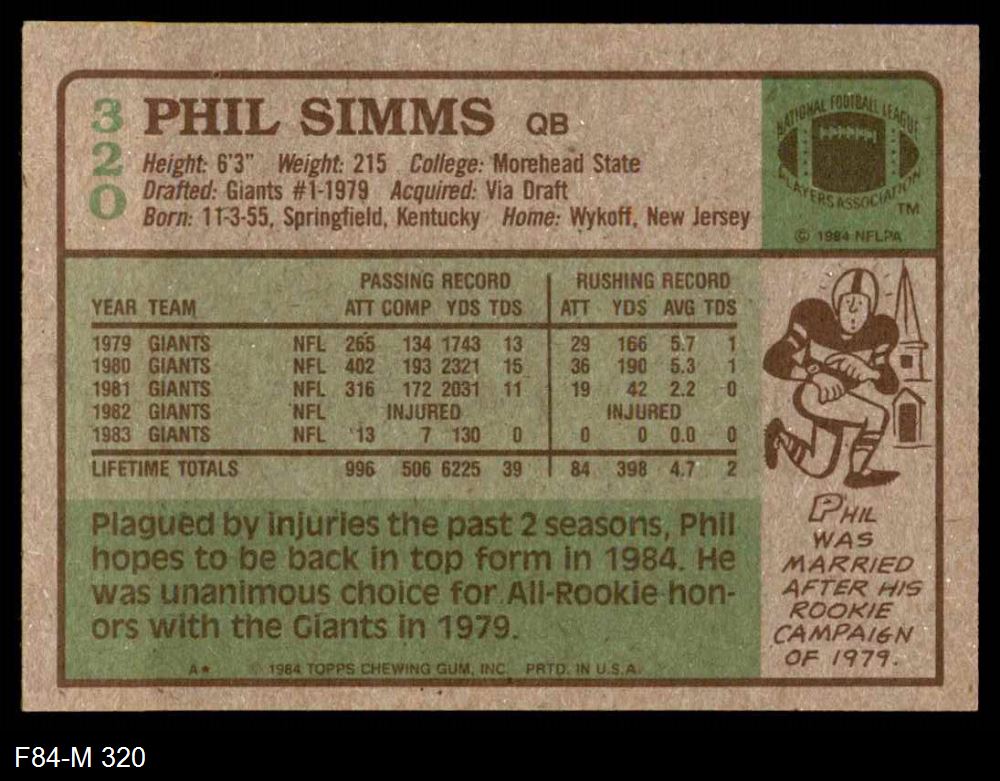 320
PHIL SIMMS QB
Height: 6'3" Weight: 215 College: Morehead State
Drafted: Giants #1-1979 Acquired: Via Draft
Born: 11-3-55, Springfield, Kentucky Home: Wykoff, New Jersey
NATIONAL FOOTBALL LEAGUE
PLAYERS ASSOCIATION
TM
© 1984 NFLPA
PASSING RECORD RUSHING RECORD
YEAR TEAM ATT COMP YDS TDS ATT YDS AVG TDS
1979 GIANTS NFL 265 134 1743 13 29 166 5.7 1
1980 GIANTS NFL 402 193 2321 15 36 190 5.3 1
1981 GIANTS NFL 316 172 2031 11 19 42 2.2 0
1982 GIANTS NFL INJURED INJURED
1983 GIANTS NFL 13 7 130 0 0 0 0.0 0
LIFETIME TOTALS 996 506 6225 39 84 398 4.7 2
Plagued by injuries the past 2 seasons, Phil
hopes to be back in top form in 1984. He
was unanimous choice for All-Rookie hon-
ors with the Giants in 1979.
PHIL
WAS
MARRIED
AFTER HIS
ROOKIE
CAMPAIGN
OF 1979.
A* © 1984 TOPPS CHEWING GUM, INC. PRTD. IN U.S.A.
F84-M 320